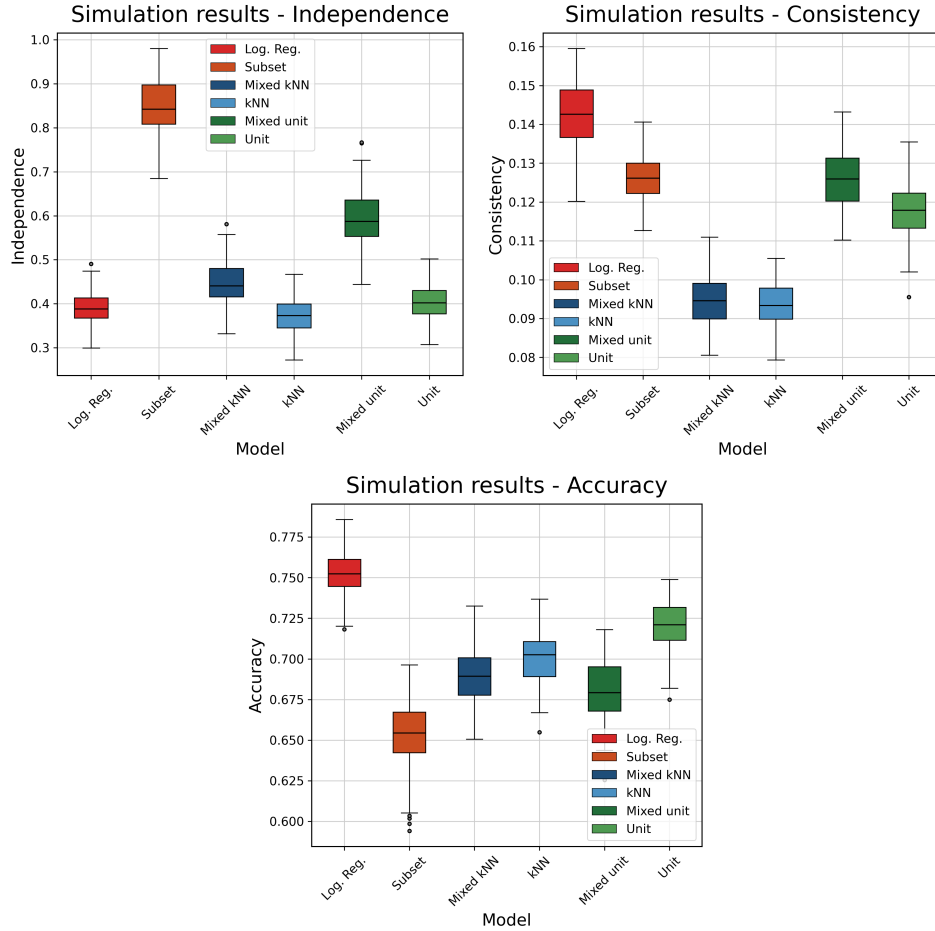 Simulation results - Independence
1.0
0.9
0.8
0.7
0.6
0.5
0.4
0.3
Independence
Log. Reg.
Subset
Mixed kNN
kNN
Mixed unit
Unit
Log. Reg.
Subset
Mixed kNN
kNN
Mixed unit
Unit
Model
Simulation results - Consistency
0.16
0.15
0.14
0.13
0.12
0.11
0.10
0.09
0.08
Consistency
Log. Reg.
Subset
Mixed kNN
kNN
Mixed unit
Unit
Log. Reg.
Subset
Mixed kNN
kNN
Mixed unit
Unit
Model
Simulation results - Accuracy
0.775
0.750
0.725
0.700
0.675
0.650
0.625
0.600
Accuracy
Log. Reg.
Subset
Mixed kNN
kNN
Mixed unit
Unit
Log. Reg.
Subset
Mixed kNN
kNN
Mixed unit
Unit
Model